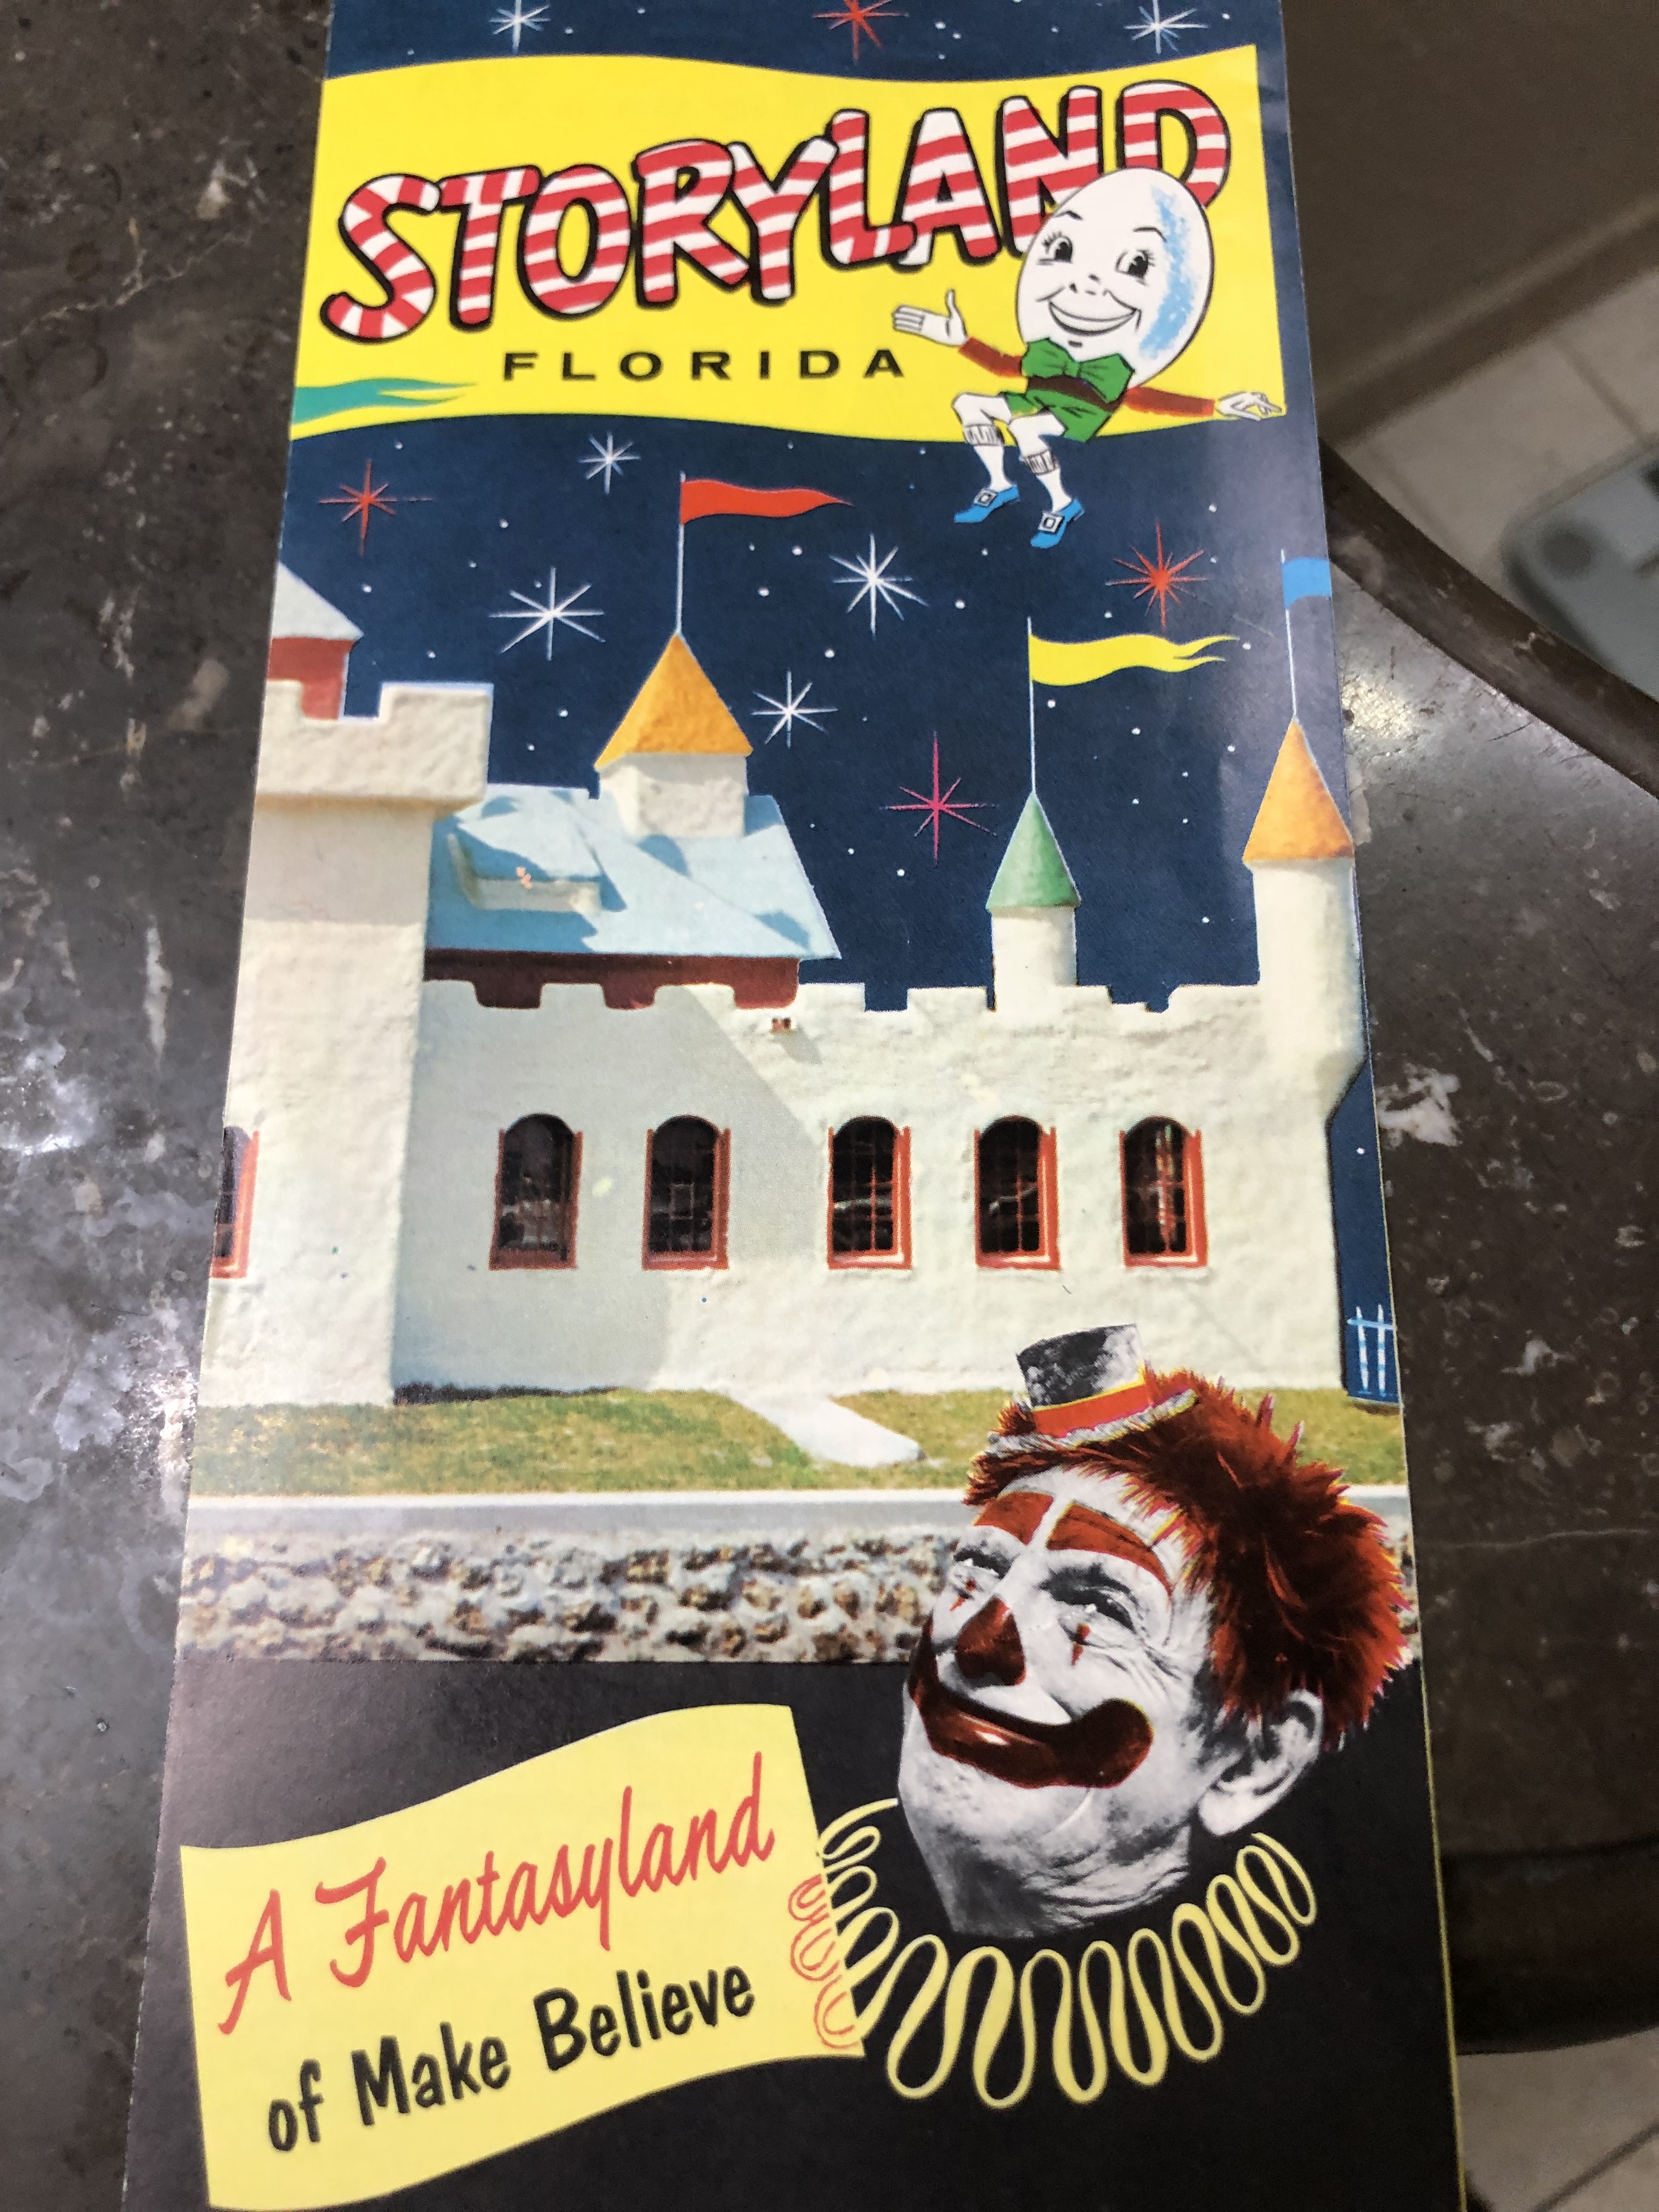 STORYLAND
FLORIDA
A Fantasyland
of Make Believe